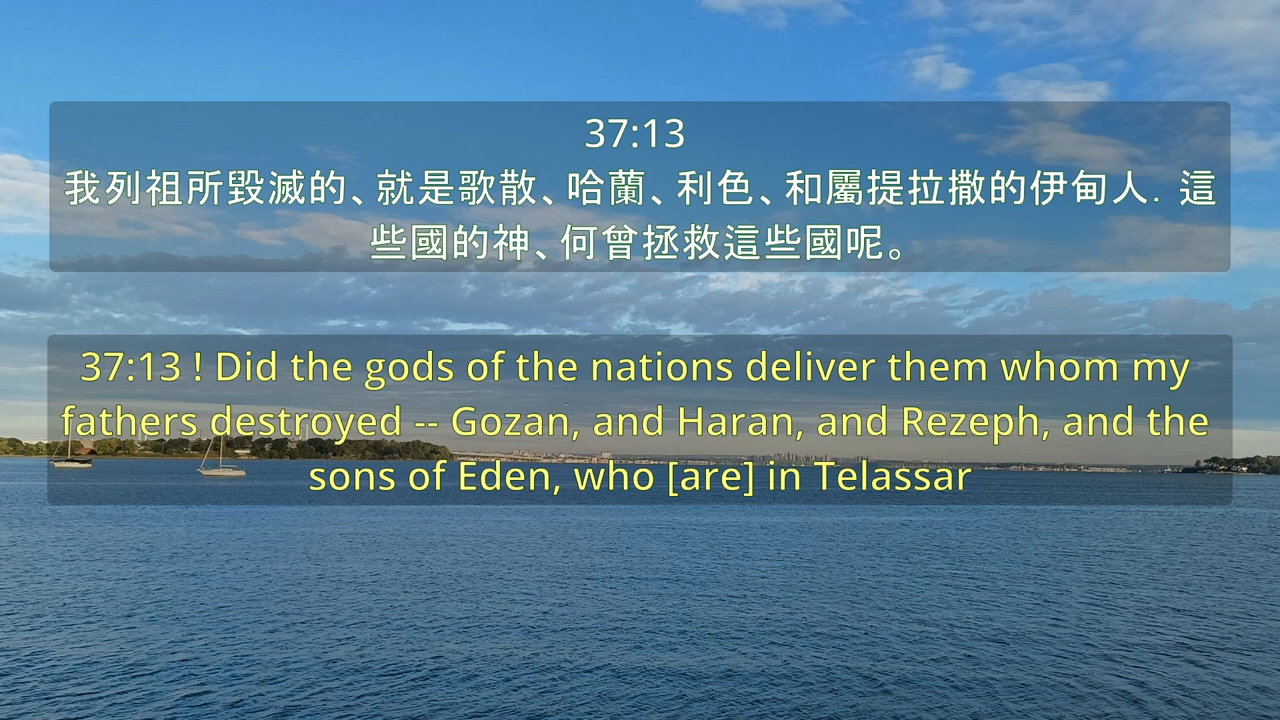 37:13
我列祖所毀滅的、就是歌散、哈蘭、利色、和屬提拉撒的伊甸人．這
些國的神、何曾拯救這些國呢。
37:13 ! Did the gods of the nations deliver them whom my
fathers destroyed -- Gozan, and Haran, and Rezeph, and the
sons of Eden, who [are] in Telassar